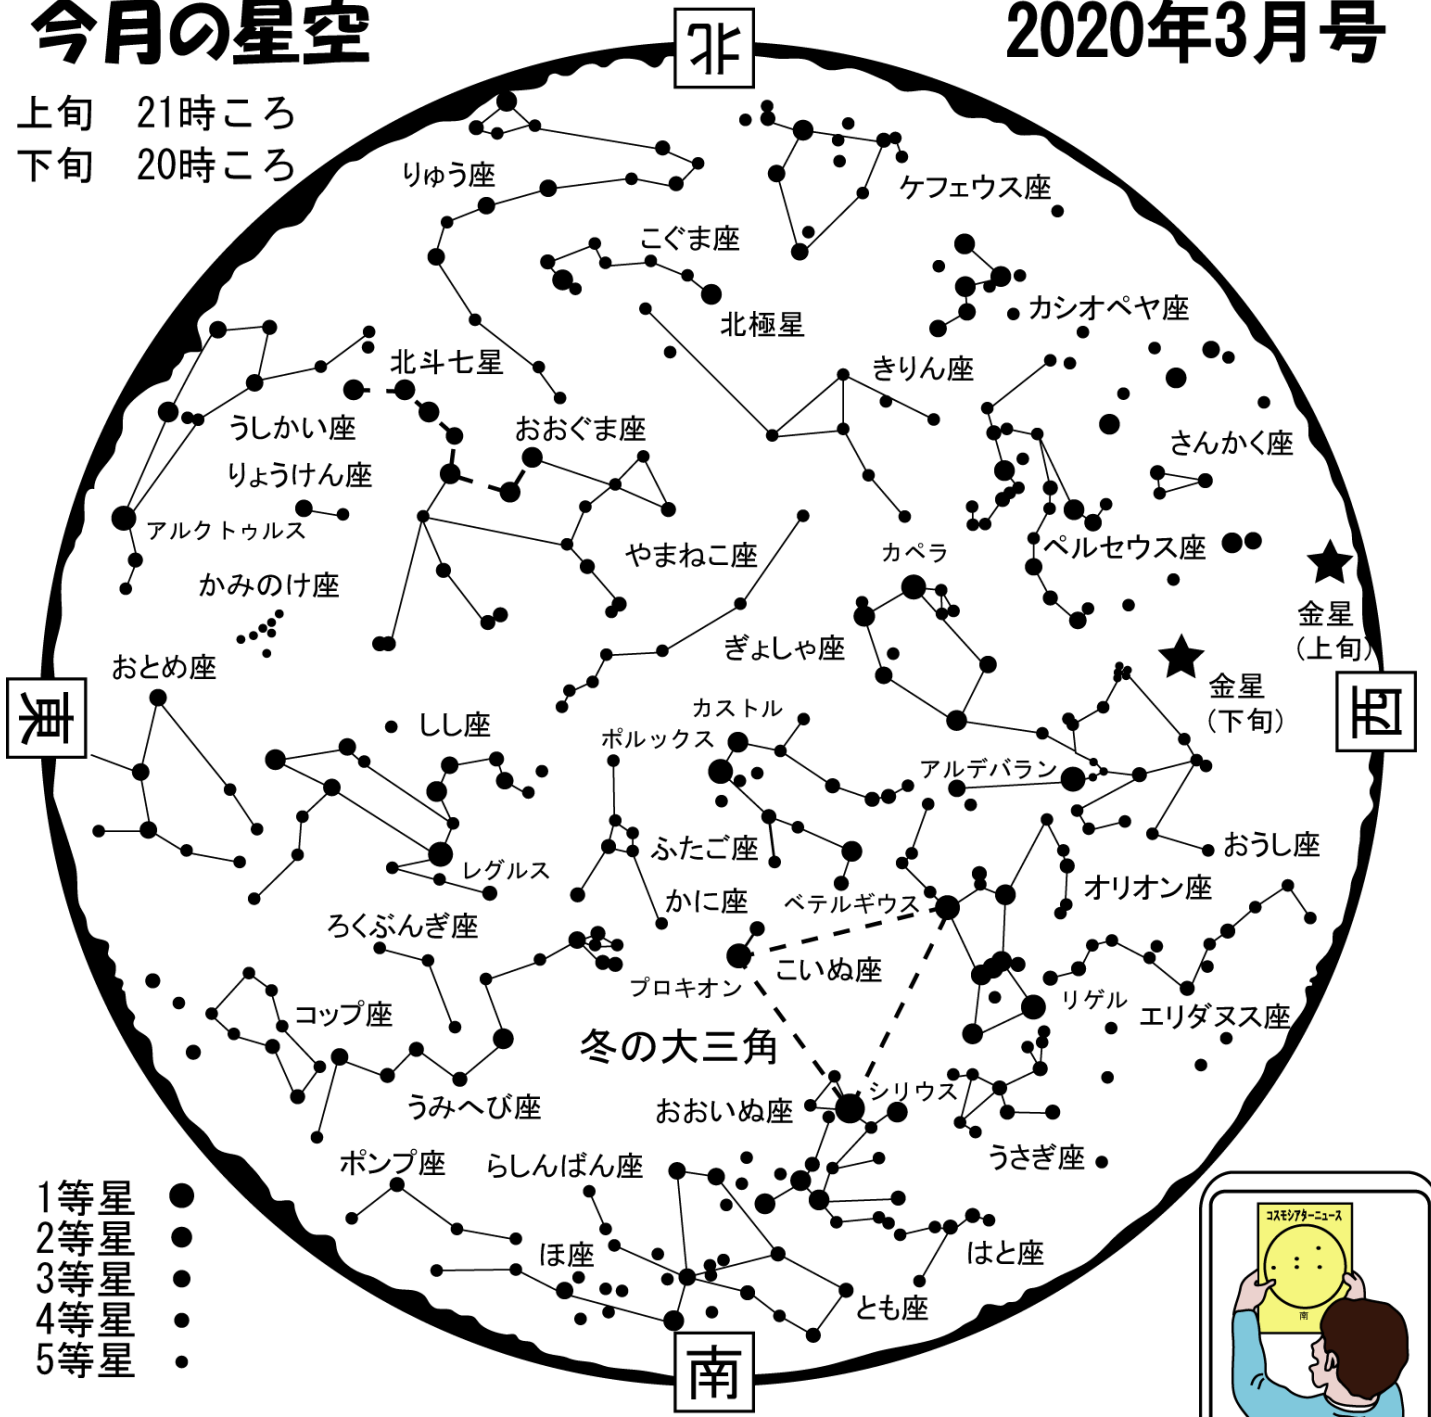 今月の星空
2020年3月号
上旬　21時ころ
下旬　20時ころ
北
りゅう座
ケフェウス座
こぐま座
カシオペヤ座
北極星
北斗七星
きりん座
うしかい座
おおぐま座
さんかく座
りょうけん座
アルクトゥルス
やまねこ座
カペラ
ペルセウス座
かみのけ座
金星
(上旬)
ぎょしゃ座
おとめ座
金星
(下旬)
東
西
しし座
カストル
ポルックス
アルデバラン
ふたご座
おうし座
レグルス
かに座
ベテルギウス
オリオン座
ろくぶんぎ座
こいぬ座
プロキオン
リゲル
エリダヌス座
コップ座
冬の大三角
シリウス
うみへび座
おおいぬ座
うさぎ座
ポンプ座
らしんばん座
ほ座
はと座
とも座
南
1等星
2等星
3等星
4等星
5等星
コスモシアターニュース
南